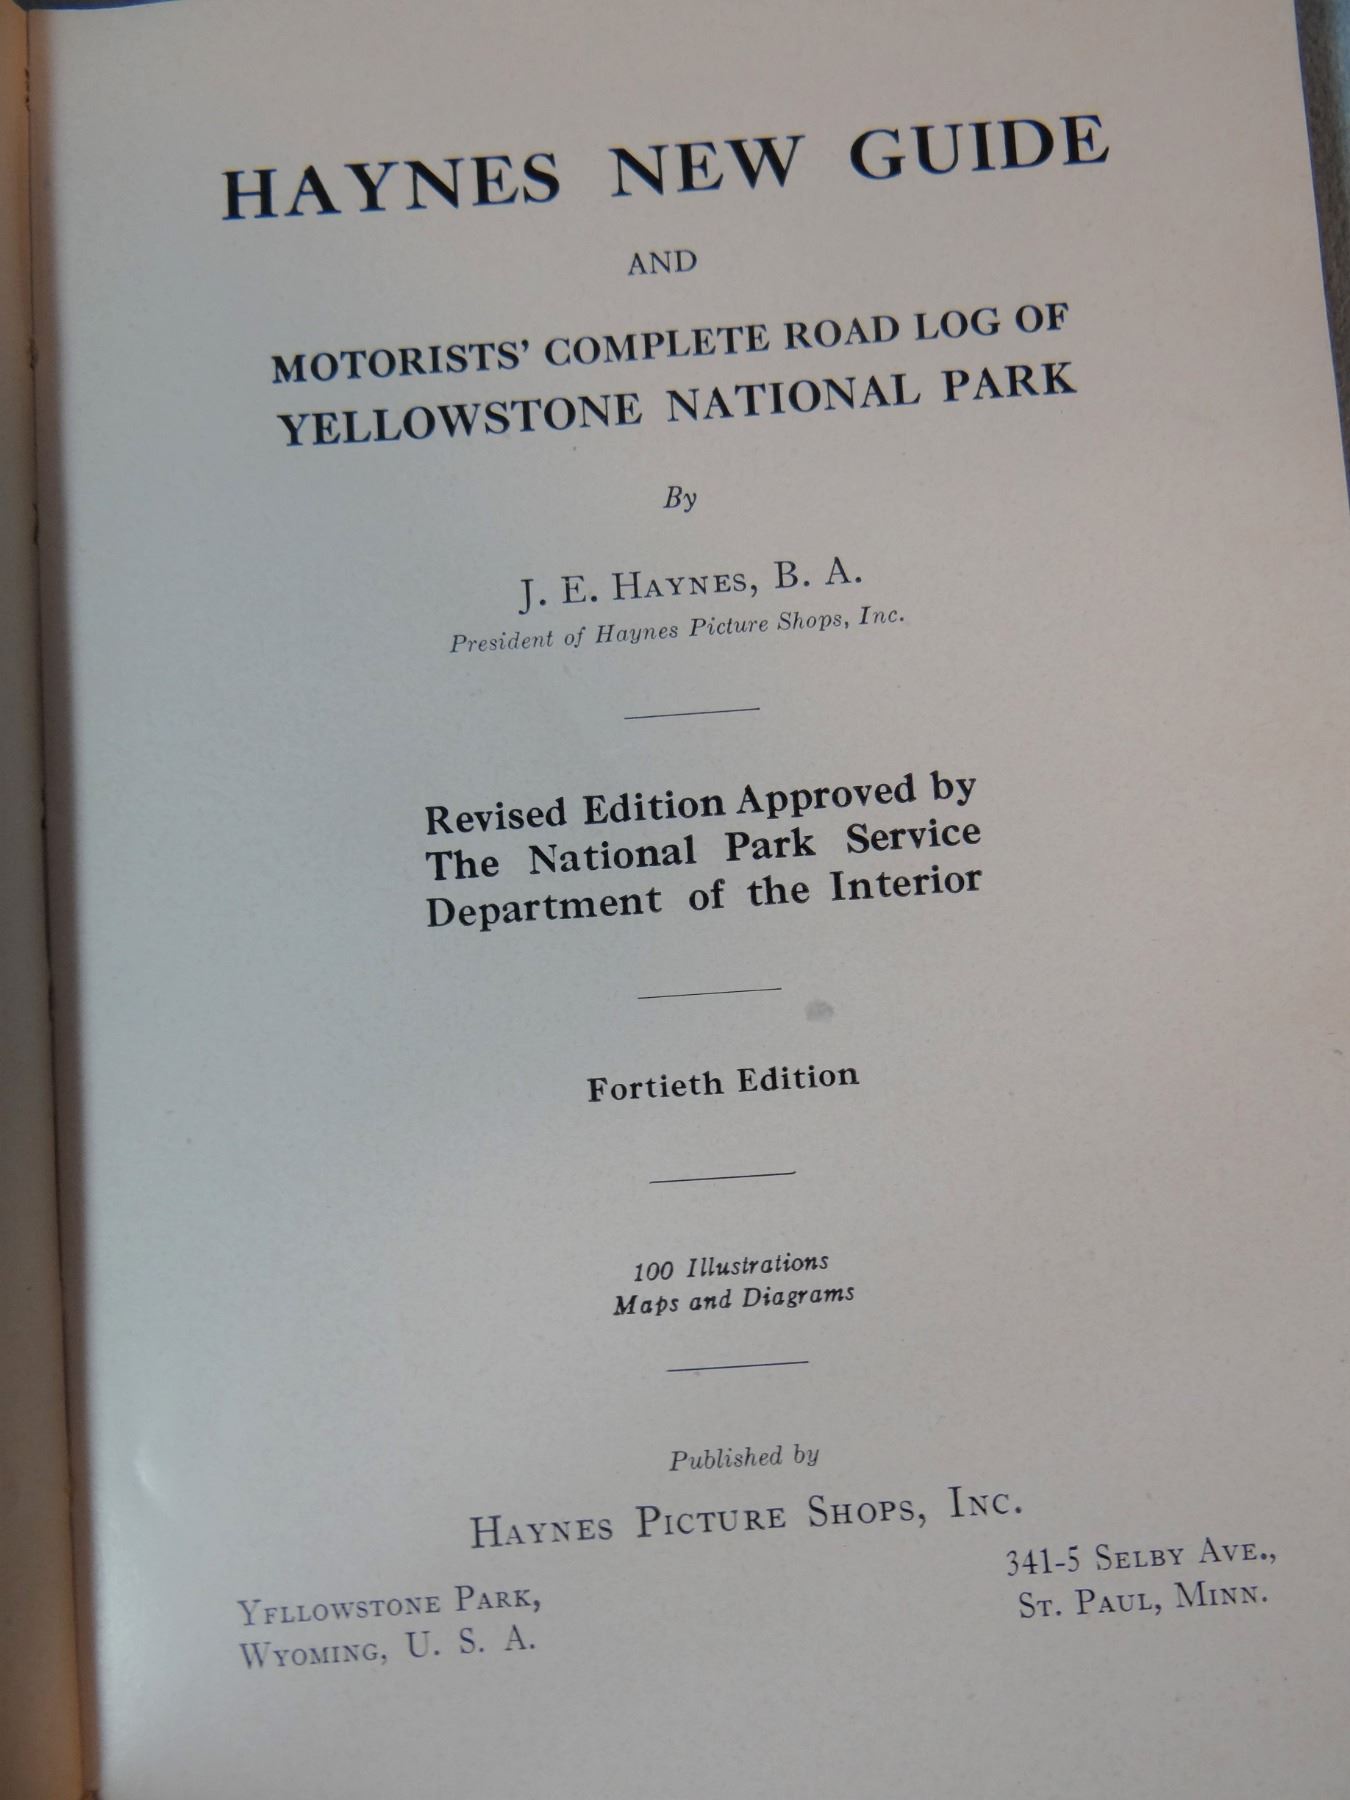 HAYNES NEW GUIDE
AND
MOTORISTS' COMPLETE ROAD LOG OF
YELLOWSTONE NATIONAL PARK
By
J. E. HAYNES, B. A.
President of Haynes Picture Shops, Inc.
Revised Edition Approved by
The National Park Service
Department of the Interior
Fortieth Edition
100 Illustrations
Maps and Diagrams
Published by
HAYNES PICTURE SHOPS, INC.
YELLOWSTONE PARK,
WYOMING, U. S. A.
341-5 SELBY AVE.,
ST. PAUL, MINN.